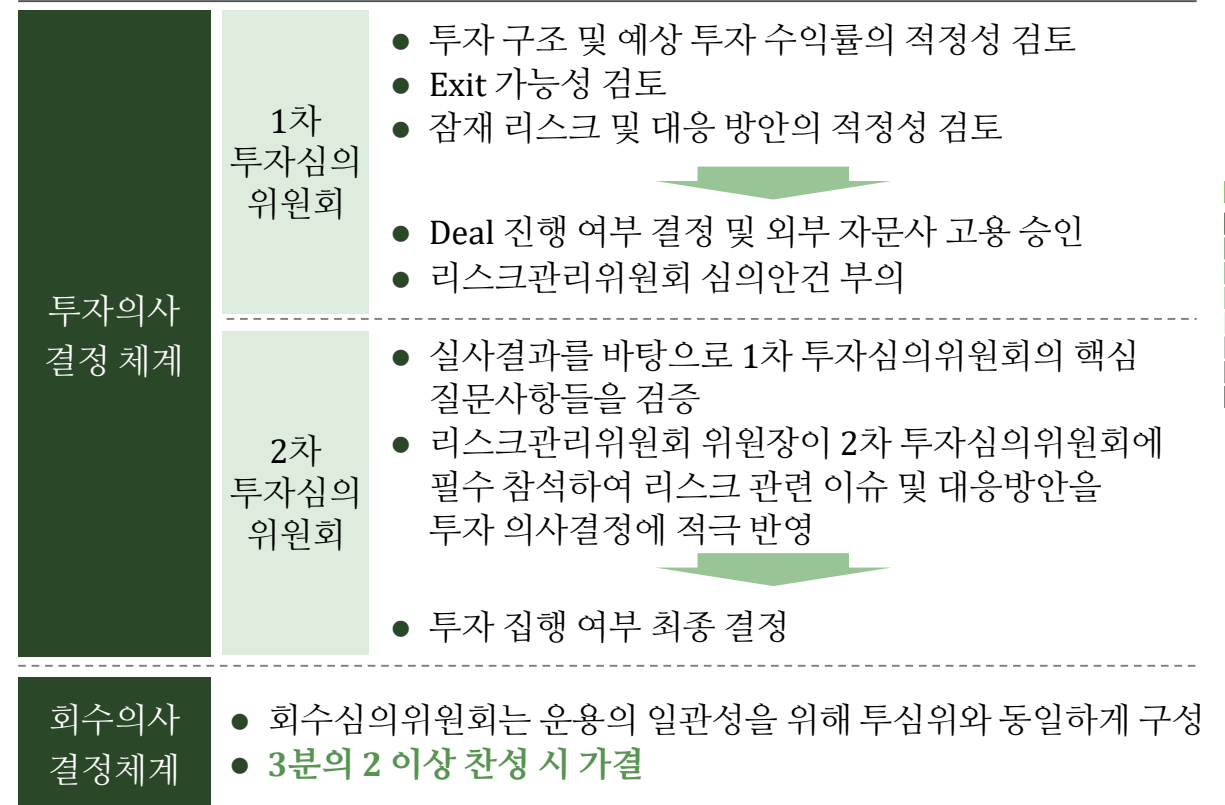 투자의사
결정 체계
1차
투자심의
위원회
● 투자 구조 및 예상 투자 수익률의 적정성 검토
● Exit 가능성 검토
● 잠재 리스크 및 대응 방안의 적정성 검토
● Deal 진행 여부 결정 및 외부 자문사 고용 승인
● 리스크관리위원회 심의안건 부의
2차
투자심의
위원회
● 실사결과를 바탕으로 1차 투자심의위원회의 핵심
질문사항들을 검증
● 리스크관리위원회 위원장이 2차 투자심의위원회에
필수 참석하여 리스크 관련 이슈 및 대응방안을
투자 의사결정에 적극 반영
● 투자 집행 여부 최종 결정
회수의사
결정체계
● 회수심의위원회는 운용의 일관성을 위해 투심위와 동일하게 구성
● 3분의 2 이상 찬성 시 가결